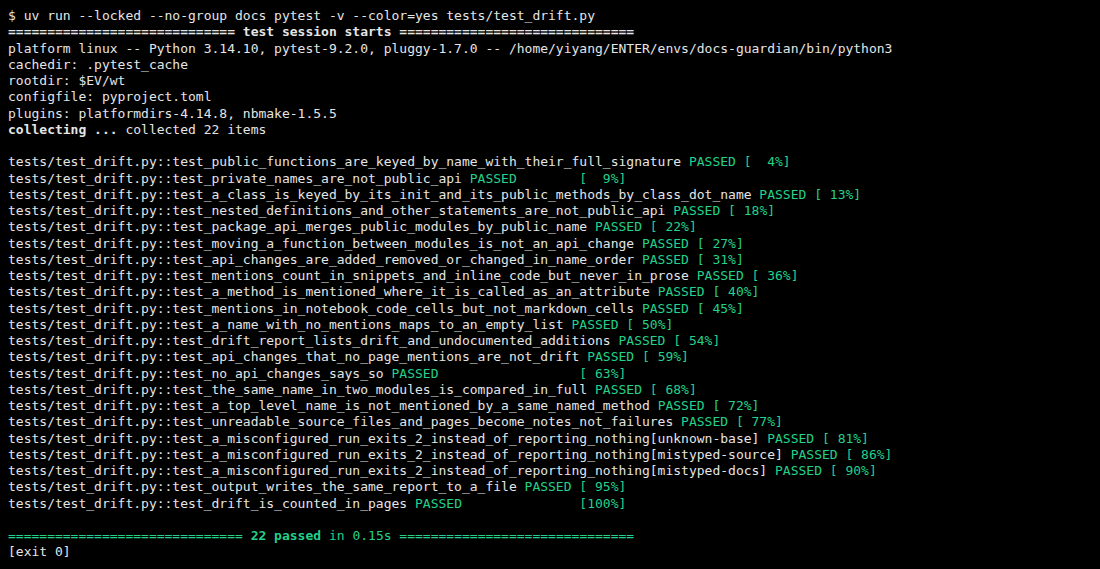 $ uv run --locked --no-group docs pytest -v --color=yes tests/test_drift.py
============================= test session starts ==============================
platform linux -- Python 3.14.10, pytest-9.2.0, pluggy-1.7.0 -- /home/yiyang/ENTER/envs/docs-guardian/bin/python3
cachedir: .pytest_cache
rootdir: $EV/wt
configfile: pyproject.toml
plugins: platformdirs-4.14.8, nbmake-1.5.5
collecting ... collected 22 items

tests/test_drift.py::test_public_functions_are_keyed_by_name_with_their_full_signature PASSED [  4%]
tests/test_drift.py::test_private_names_are_not_public_api PASSED        [  9%]
tests/test_drift.py::test_a_class_is_keyed_by_its_init_and_its_public_methods_by_class_dot_name PASSED [ 13%]
tests/test_drift.py::test_nested_definitions_and_other_statements_are_not_public_api PASSED [ 18%]
tests/test_drift.py::test_package_api_merges_public_modules_by_public_name PASSED [ 22%]
tests/test_drift.py::test_moving_a_function_between_modules_is_not_an_api_change PASSED [ 27%]
tests/test_drift.py::test_api_changes_are_added_removed_or_changed_in_name_order PASSED [ 31%]
tests/test_drift.py::test_mentions_count_in_snippets_and_inline_code_but_never_in_prose PASSED [ 36%]
tests/test_drift.py::test_a_method_is_mentioned_where_it_is_called_as_an_attribute PASSED [ 40%]
tests/test_drift.py::test_mentions_in_notebook_code_cells_but_not_markdown_cells PASSED [ 45%]
tests/test_drift.py::test_a_name_with_no_mentions_maps_to_an_empty_list PASSED [ 50%]
tests/test_drift.py::test_drift_report_lists_drift_and_undocumented_additions PASSED [ 54%]
tests/test_drift.py::test_api_changes_that_no_page_mentions_are_not_drift PASSED [ 59%]
tests/test_drift.py::test_no_api_changes_says_so PASSED                  [ 63%]
tests/test_drift.py::test_the_same_name_in_two_modules_is_compared_in_full PASSED [ 68%]
tests/test_drift.py::test_a_top_level_name_is_not_mentioned_by_a_same_named_method PASSED [ 72%]
tests/test_drift.py::test_unreadable_source_files_and_pages_become_notes_not_failures PASSED [ 77%]
tests/test_drift.py::test_a_misconfigured_run_exits_2_instead_of_reporting_nothing[unknown-base] PASSED [ 81%]
tests/test_drift.py::test_a_misconfigured_run_exits_2_instead_of_reporting_nothing[mistyped-source] PASSED [ 86%]
tests/test_drift.py::test_a_misconfigured_run_exits_2_instead_of_reporting_nothing[mistyped-docs] PASSED [ 90%]
tests/test_drift.py::test_output_writes_the_same_report_to_a_file PASSED [ 95%]
tests/test_drift.py::test_drift_is_counted_in_pages PASSED               [100%]

============================== 22 passed in 0.15s ==============================
[exit 0]